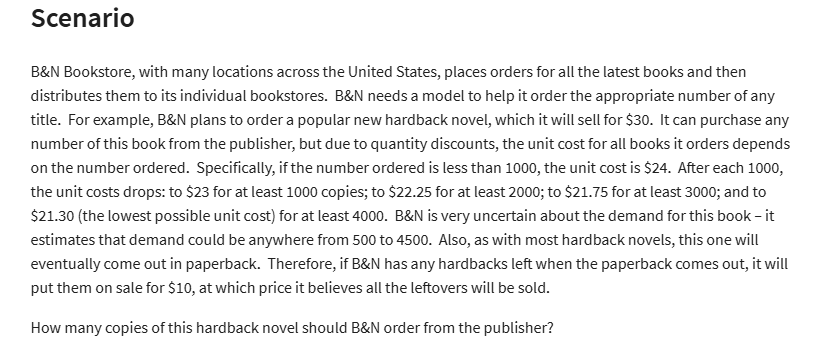 Scenario
B&N Bookstore, with many locations across the United States, places orders for all the latest books and then
distributes them to its individual bookstores.  B&N needs a model to help it order the appropriate number of any
title.  For example, B&N plans to order a popular new hardback novel, which it will sell for $30.  It can purchase any
number of this book from the publisher, but due to quantity discounts, the unit cost for all books it orders depends
on the number ordered.  Specifically, if the number ordered is less than 1000, the unit cost is $24.  After each 1000,
the unit costs drops: to $23 for at least 1000 copies; to $22.25 for at least 2000; to $21.75 for at least 3000; and to
$21.30 (the lowest possible unit cost) for at least 4000.  B&N is very uncertain about the demand for this book – it
estimates that demand could be anywhere from 500 to 4500.  Also, as with most hardback novels, this one will
eventually come out in paperback.  Therefore, if B&N has any hardbacks left when the paperback comes out, it will
put them on sale for $10, at which price it believes all the leftovers will be sold.
How many copies of this hardback novel should B&N order from the publisher?